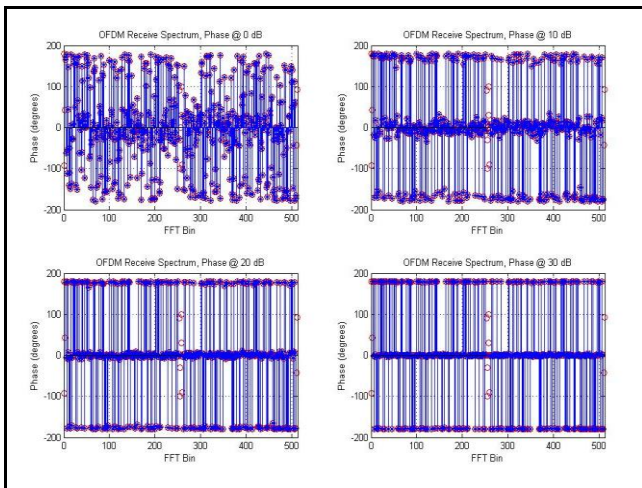 OFDM Receive Spectrum, Phase @ 0 dB
200
100
0
-100
-200
Phase (degrees)
0 100 200 300 400 500
FFT Bin
OFDM Receive Spectrum, Phase @ 10 dB
200
100
0
-100
-200
Phase (degrees)
0 100 200 300 400 500
FFT Bin
OFDM Receive Spectrum, Phase @ 20 dB
200
100
0
-100
-200
Phase (degrees)
0 100 200 300 400 500
FFT Bin
OFDM Receive Spectrum, Phase @ 30 dB
200
100
0
-100
-200
Phase (degrees)
0 100 200 300 400 500
FFT Bin